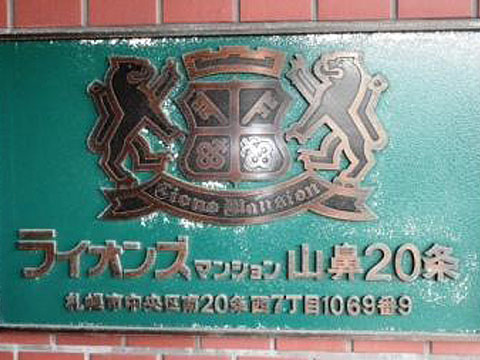 Lions Mansion
ライオンズマンション山鼻20条
札幌市中央区南20条西7丁目1069番9